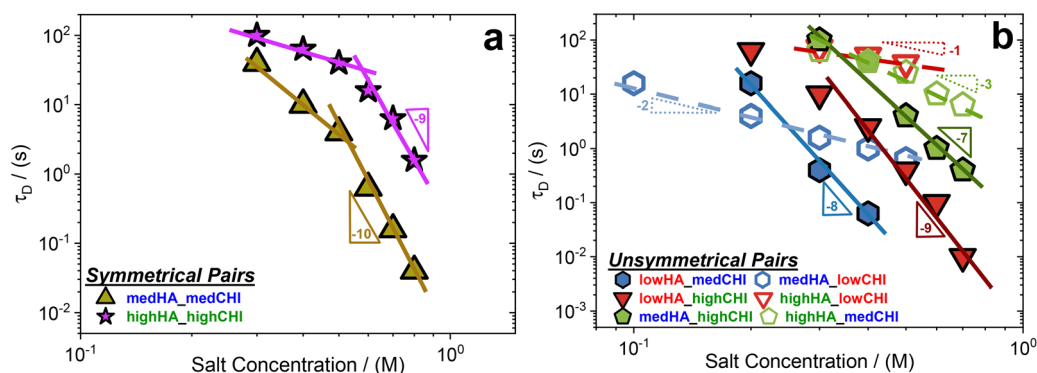 a
10²
10¹
10⁰
10⁻¹
10⁻²
τD / (s)
-9
-10
Symmetrical Pairs
medHA_medCHI
highHA_highCHI
10⁻¹
10⁰
Salt Concentration / (M)
b
10²
10¹
10⁰
10⁻¹
10⁻²
10⁻³
τD / (s)
-1
-3
-2
-7
-8
-9
Unsymmetrical Pairs
lowHA_medCHI medHA_lowCHI
lowHA_highCHI highHA_lowCHI
medHA_highCHI highHA_medCHI
10⁻¹
10⁰
Salt Concentration / (M)